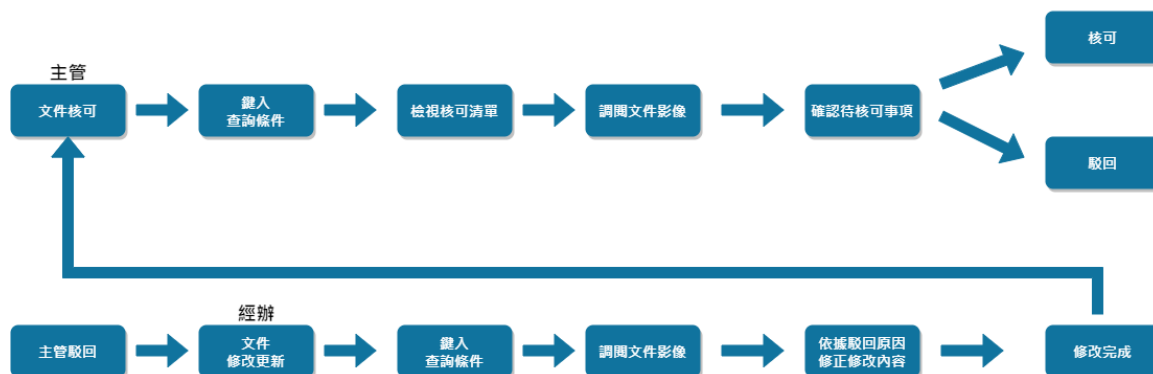 主管
文件核可
鍵入
查詢條件
檢視核可清單
調閱文件影像
確認待核可事項
核可
駁回
主管駁回
經辦
文件
修改更新
鍵入
查詢條件
調閱文件影像
依據駁回原因
修正修改內容
修改完成